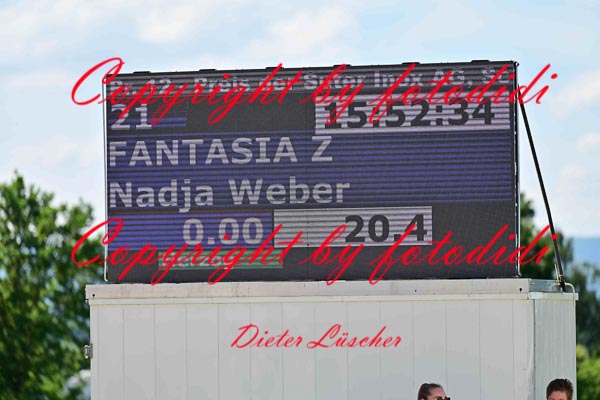 Copyright by fotodidi
21 15:52:34
FANTASIA Z
Nadja Weber
0.00 20.4
Copyright by fotodidi
Dieter Lüscher